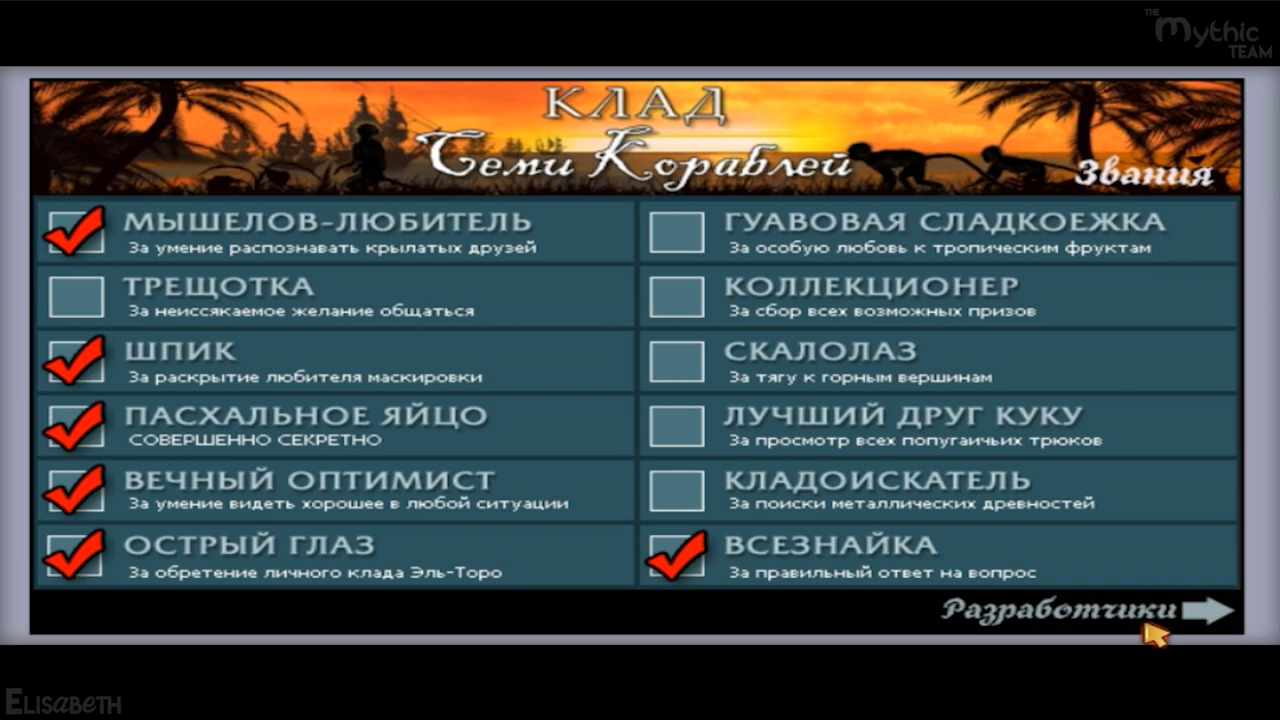 THE
Mythic
TEAM
КЛАД
Семи Кораблей
Звания
МЫШЕЛОВ-ЛЮБИТЕЛЬ
За умение распознавать крылатых друзей
ТРЕЩОТКА
За неиссякаемое желание общаться
ШПИК
За раскрытие любителя маскировки
ПАСХАЛЬНОЕ ЯЙЦО
СОВЕРШЕННО СЕКРЕТНО
ВЕЧНЫЙ ОПТИМИСТ
За умение видеть хорошее в любой ситуации
ОСТРЫЙ ГЛАЗ
За обретение личного клада Эль-Торо
ГУАВОВАЯ СЛАДКОЕЖКА
За особую любовь к тропическим фруктам
КОЛЛЕКЦИОНЕР
За сбор всех возможных призов
СКАЛОЛАЗ
За тягу к горным вершинам
ЛУЧШИЙ ДРУГ КУКУ
За просмотр всех попугаичьих трюков
КЛАДОИСКАТЕЛЬ
За поиски металлических древностей
ВСЕЗНАЙКА
За правильный ответ на вопрос
Разработчики
ELISABETH